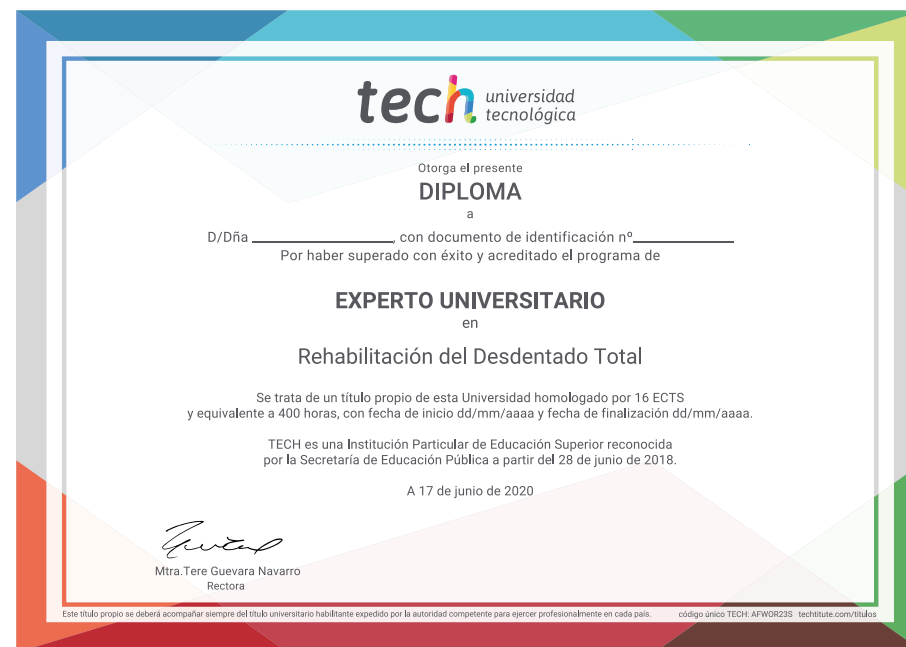 tech universidad
tecnológica
Otorga el presente
DIPLOMA
a
D/Dña ____________________, con documento de identificación nº______________
Por haber superado con éxito y acreditado el programa de
EXPERTO UNIVERSITARIO
en
Rehabilitación del Desdentado Total
Se trata de un título propio de esta Universidad homologado por 16 ECTS
y equivalente a 400 horas, con fecha de inicio dd/mm/aaaa y fecha de finalización dd/mm/aaaa.
TECH es una Institución Particular de Educación Superior reconocida
por la Secretaría de Educación Pública a partir del 28 de junio de 2018.
A 17 de junio de 2020
Mtra.Tere Guevara Navarro
Rectora
Este título propio se deberá acompañar siempre del título universitario habilitante expedido por la autoridad competente para ejercer profesionalmente en cada país. código único TECH: AFWOR23S techtitute.com/titulos